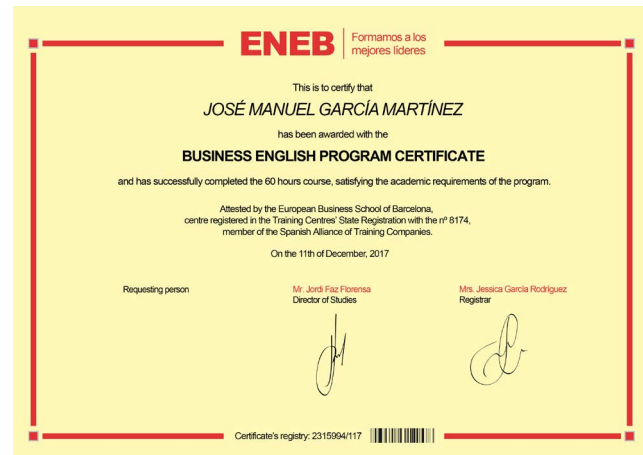 ENEB
Formamos a los
mejores líderes
This is to certify that
JOSÉ MANUEL GARCÍA MARTÍNEZ
has been awarded with the
BUSINESS ENGLISH PROGRAM CERTIFICATE
and has successfully completed the 60 hours course, satisfying the academic requirements of the program.
Attested by the European Business School of Barcelona,
centre registered in the Training Centres' State Registration with the nº 8174,
member of the Spanish Alliance of Training Companies.
On the 11th of December, 2017
Requesting person
Mr. Jordi Faz Florensa
Director of Studies
Mrs. Jessica García Rodríguez
Registrar
Certificate's registry: 2315994/117